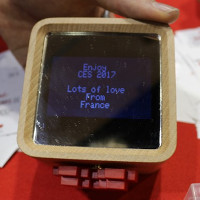 Enjoy
CES 2017
Lots of love
From
France